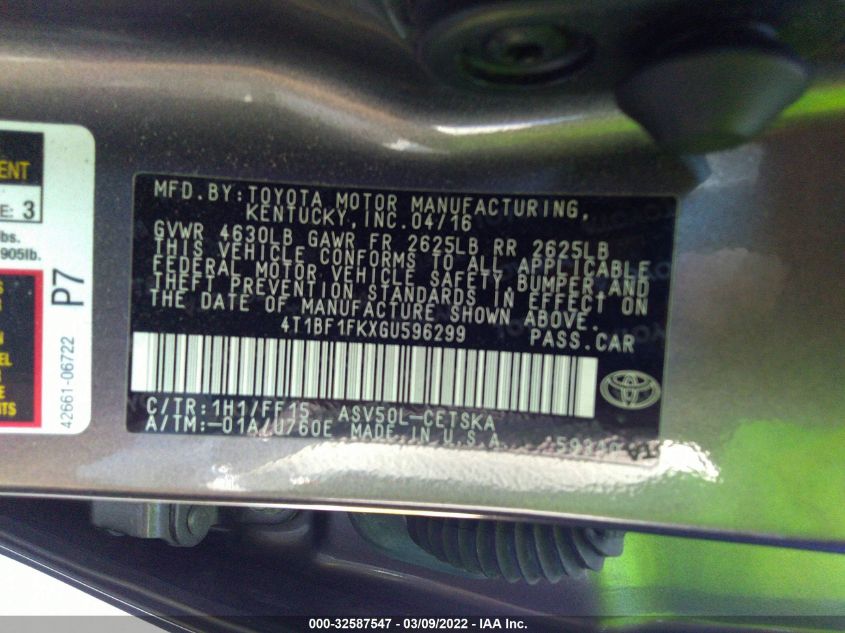 ENT
E: 3
bs.
905lb.
P7
42661-06722
MFD.BY:TOYOTA MOTOR MANUFACTURING,
KENTUCKY, INC.04/16
GVWR 4630LB GAWR FR 2625LB RR 2625LB
THIS VEHICLE CONFORMS TO ALL APPLICABLE
FEDERAL MOTOR VEHICLE SAFETY,BUMPER,AND
THEFT PREVENTION STANDARDS IN EFFECT ON
THE DATE OF MANUFACTURE SHOWN ABOVE.
4T1BF1FKXGU596299 PASS.CAR
C/TR:1H1/FF15 ASV50L-CETSKA
A/TM:-01A/U760E MADE IN U.S.A.
000-32587547 - 03/09/2022 - IAA Inc.